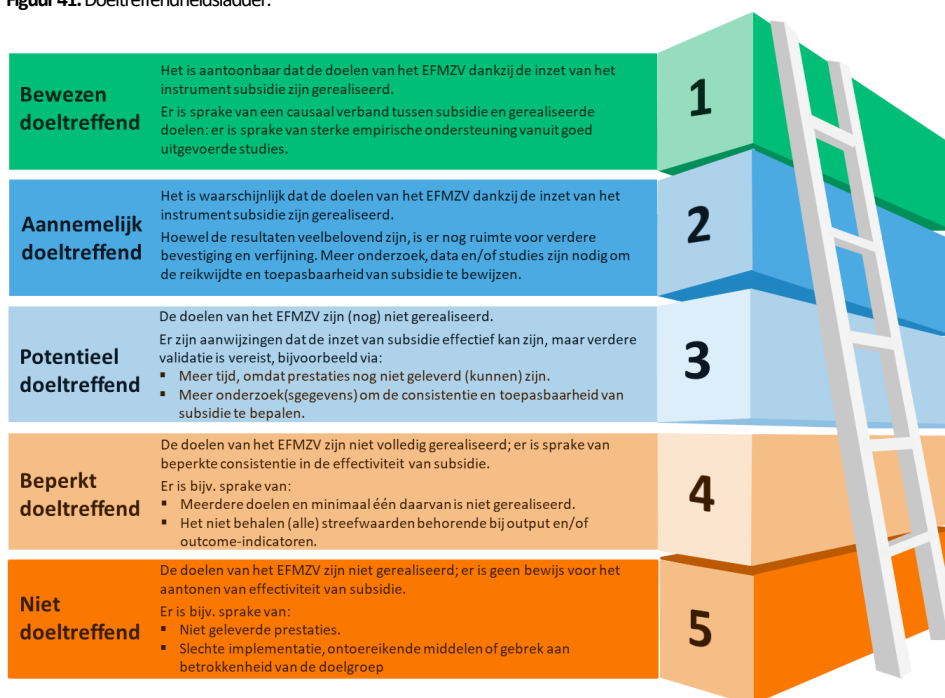 Figuur 41. Doeltreffendheidsladder.
Bewezen
doeltreffend
Het is aantoonbaar dat de doelen van het EFMZV dankzij de inzet van het
instrument subsidie zijn gerealiseerd.
Er is sprake van een causaal verband tussen subsidie en gerealiseerde
doelen: er is sprake van sterke empirische ondersteuning vanuit goed
uitgevoerde studies.
1
Aannemelijk
doeltreffend
Het is waarschijnlijk dat de doelen van het EFMZV dankzij de inzet van het
instrument subsidie zijn gerealiseerd.
Hoewel de resultaten veelbelovend zijn, is er nog ruimte voor verdere
bevestiging en verfijning. Meer onderzoek, data en/of studies zijn nodig om
de reikwijdte en toepasbaarheid van subsidie te bewijzen.
2
Potentieel
doeltreffend
De doelen van het EFMZV zijn (nog) niet gerealiseerd.
Er zijn aanwijzingen dat de inzet van subsidie effectief kan zijn, maar verdere
validatie is vereist, bijvoorbeeld via:
▪ Meer tijd, omdat prestaties nog niet geleverd (kunnen) zijn.
▪ Meer onderzoek(sgegevens) om de consistentie en toepasbaarheid van
subsidie te bepalen.
3
Beperkt
doeltreffend
De doelen van het EFMZV zijn niet volledig gerealiseerd; er is sprake van
beperkte consistentie in de effectiviteit van subsidie.
Er is bijv. sprake van:
▪ Meerdere doelen en minimaal één daarvan is niet gerealiseerd.
▪ Het niet behalen (alle) streefwaarden behorende bij output en/of
outcome-indicatoren.
4
Niet
doeltreffend
De doelen van het EFMZV zijn niet gerealiseerd; er is geen bewijs voor het
aantonen van effectiviteit van subsidie.
Er is bijv. sprake van:
▪ Niet geleverde prestaties.
▪ Slechte implementatie, ontoereikende middelen of gebrek aan
betrokkenheid van de doelgroep
5